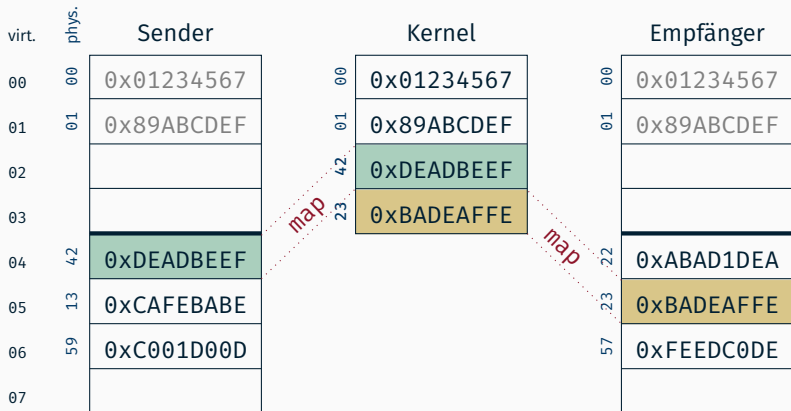 virt. phys. Sender Kernel Empfänger
00 00 0x01234567 00 0x01234567 00 0x01234567
01 01 0x89ABCDEF 01 0x89ABCDEF 01 0x89ABCDEF
02 42 0xDEADBEEF
03 map 23 0xBADEAFFE map
04 42 0xDEADBEEF 22 0xABAD1DEA
05 13 0xCAFEBABE 23 0xBADEAFFE
06 59 0xC001D00D 57 0xFEEDC0DE
07